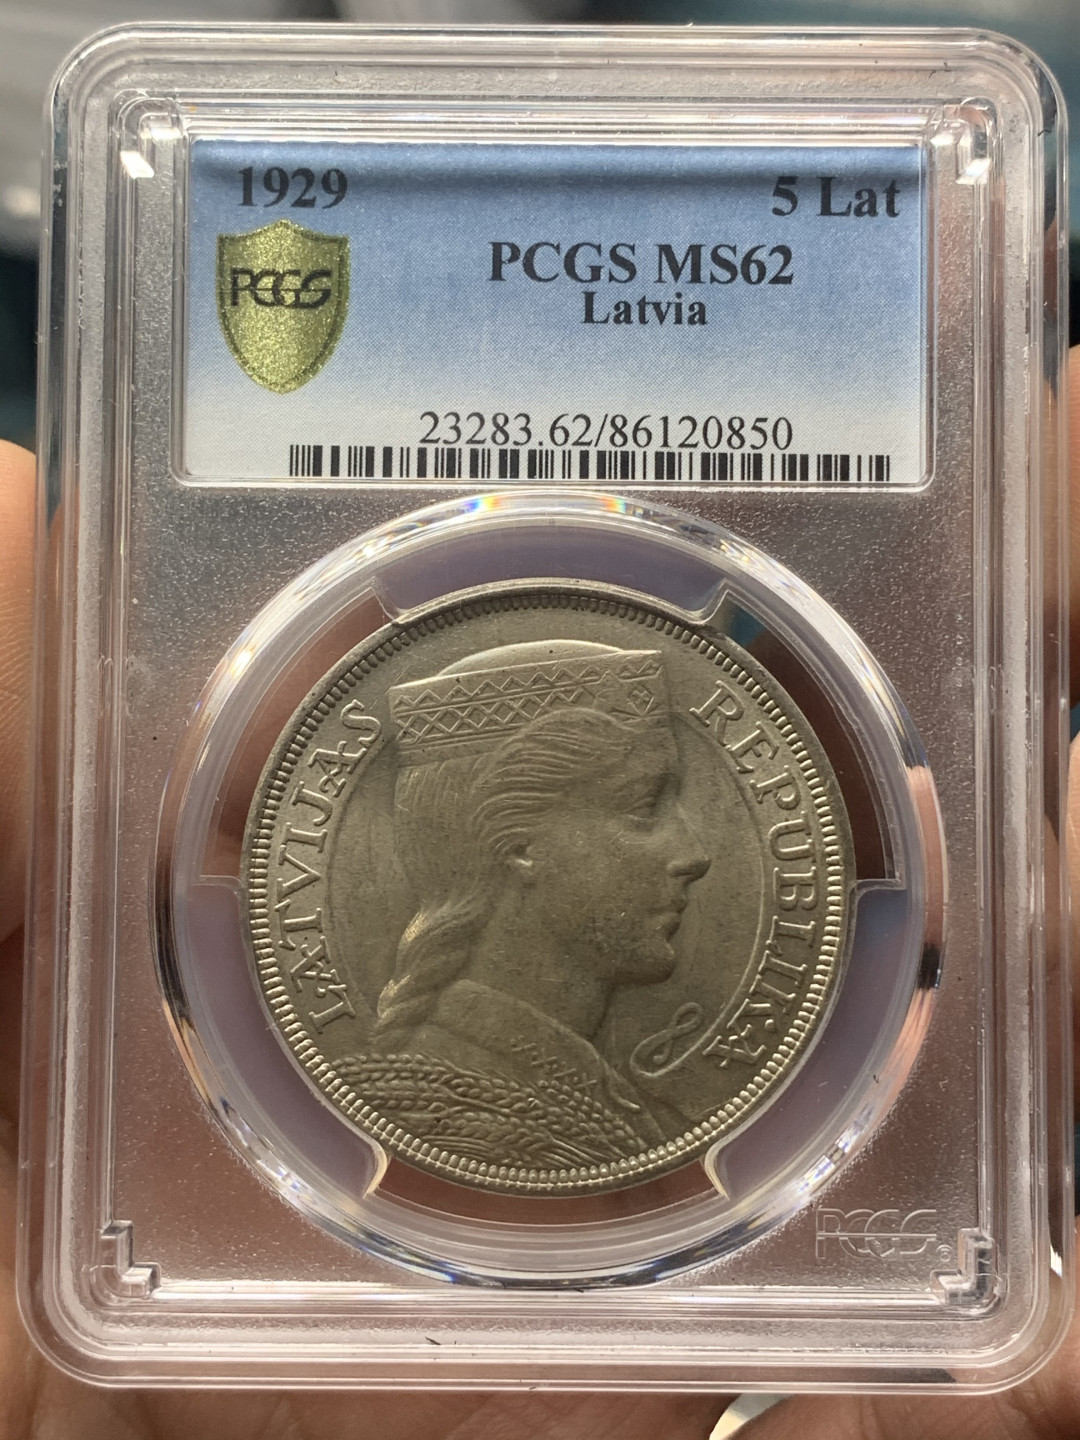 1929 5 Lat
PCGS PCGS MS62
Latvia
23283.62/86120850
LATVIJAS REPUBLIKA
PCGS